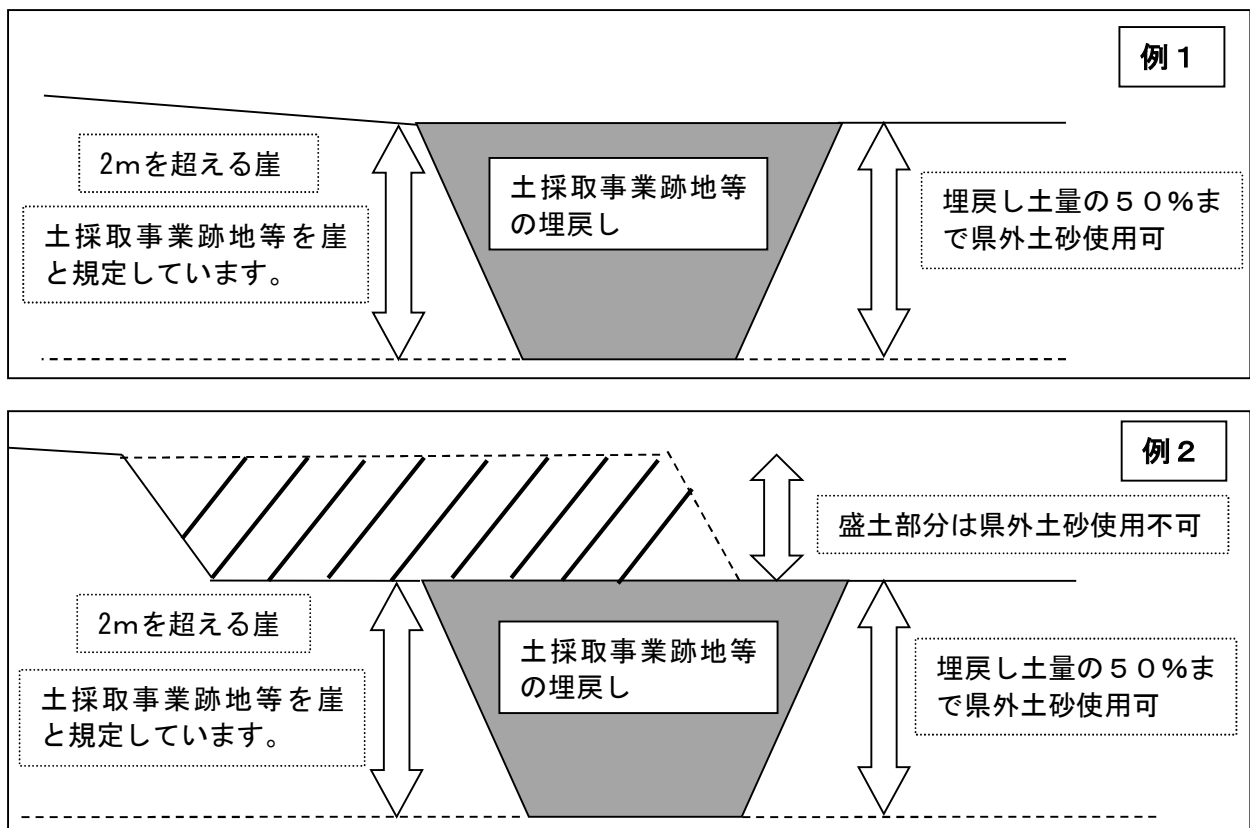 例１
2mを超える崖
土採取事業跡地等を崖
と規定しています。
土採取事業跡地等
の埋戻し
埋戻し土量の５０%ま
で県外土砂使用可
例２
盛土部分は県外土砂使用不可
2mを超える崖
土採取事業跡地等を崖
と規定しています。
土採取事業跡地等
の埋戻し
埋戻し土量の５０%ま
で県外土砂使用可